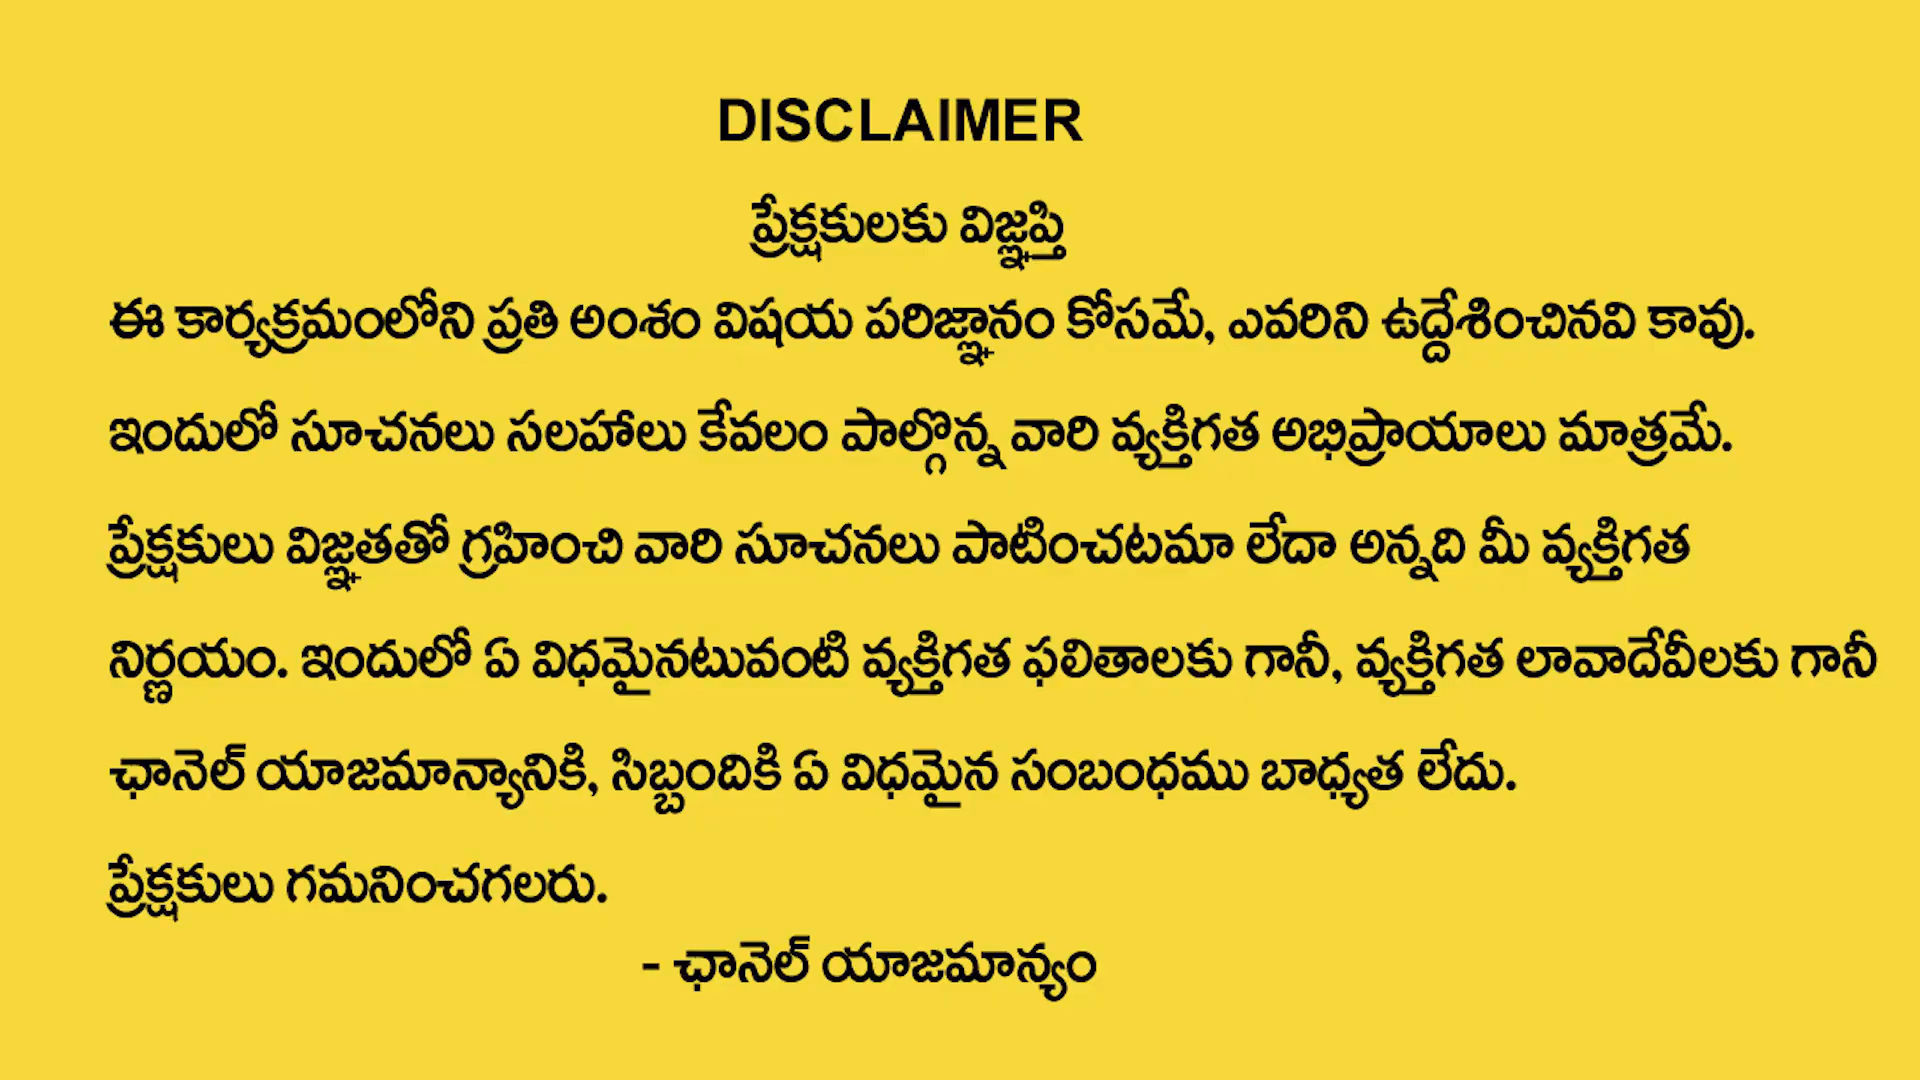 DISCLAIMER
ప్రేక్షకులకు విజ్ఞప్తి
ఈ కార్యక్రమంలోని ప్రతి అంశం విషయ పరిజ్ఞానం కోసమే, ఎవరిని ఉద్దేశించినవి కావు.
ఇందులో సూచనలు సలహాలు కేవలం పాల్గొన్న వారి వ్యక్తిగత అభిప్రాయాలు మాత్రమే.
ప్రేక్షకులు విజ్ఞతతో గ్రహించి వారి సూచనలు పాటించటమా లేదా అన్నది మీ వ్యక్తిగత
నిర్ణయం. ఇందులో ఏ విధమైనటువంటి వ్యక్తిగత ఫలితాలకు గానీ, వ్యక్తిగత లావాదేవీలకు గానీ
ఛానెల్ యాజమాన్యానికి, సిబ్బందికి ఏ విధమైన సంబంధము బాధ్యత లేదు.
ప్రేక్షకులు గమనించగలరు.
- ఛానెల్ యాజమాన్యం